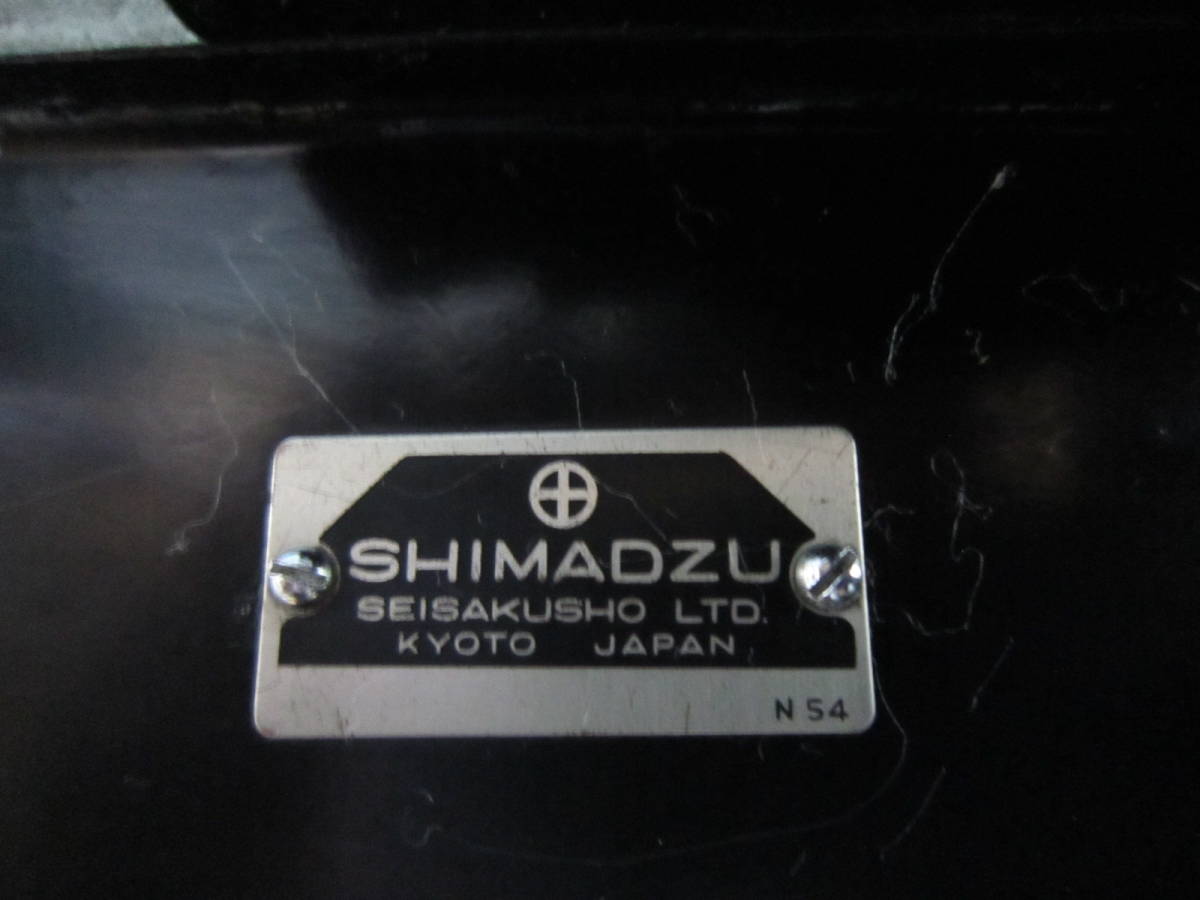 SHIMADZU
SEISAKUSHO LTD.
KYOTO JAPAN
N 54